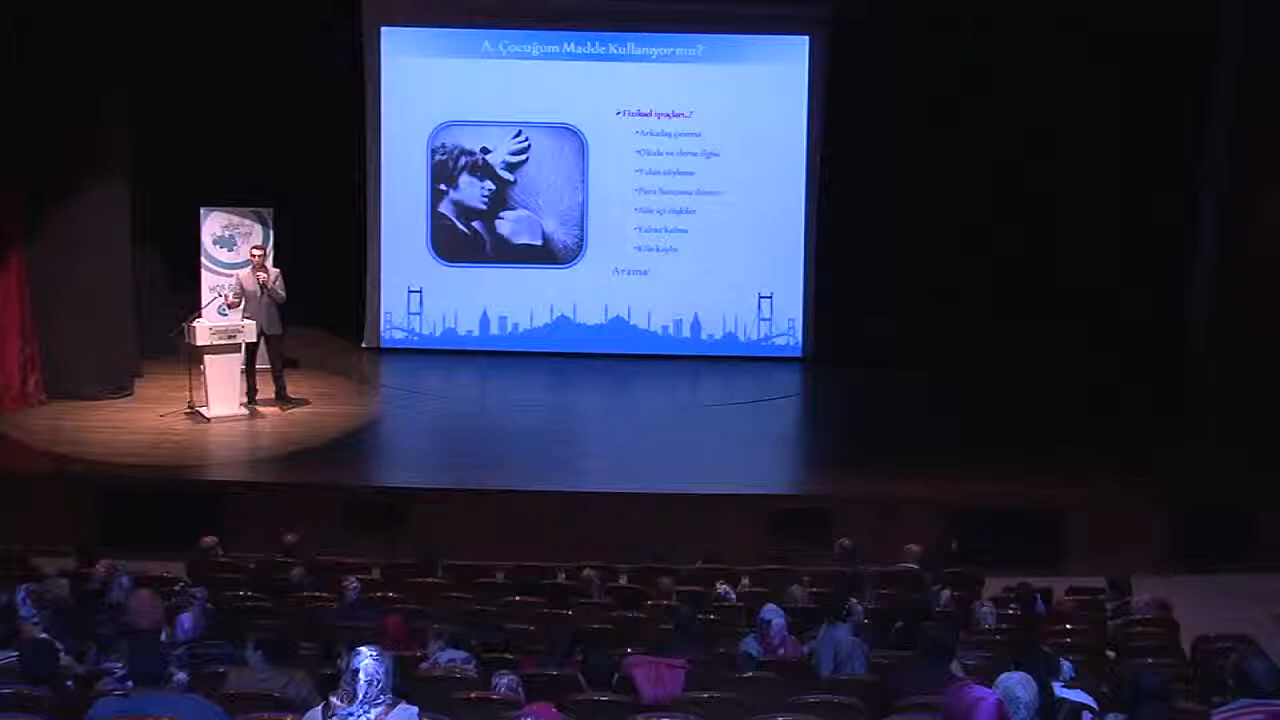 A. Çocuğum Madde Kullanıyor mu?
➢Fiziksel ipuçları..?
•Arkadaş çevresi
•Okula ve derse ilgisi
•Yalan söyleme
•Para harcama düzeni
•Aile içi ilişkiler
•Yalnız kalma
•Kilo kaybı
Arama!
HOŞ